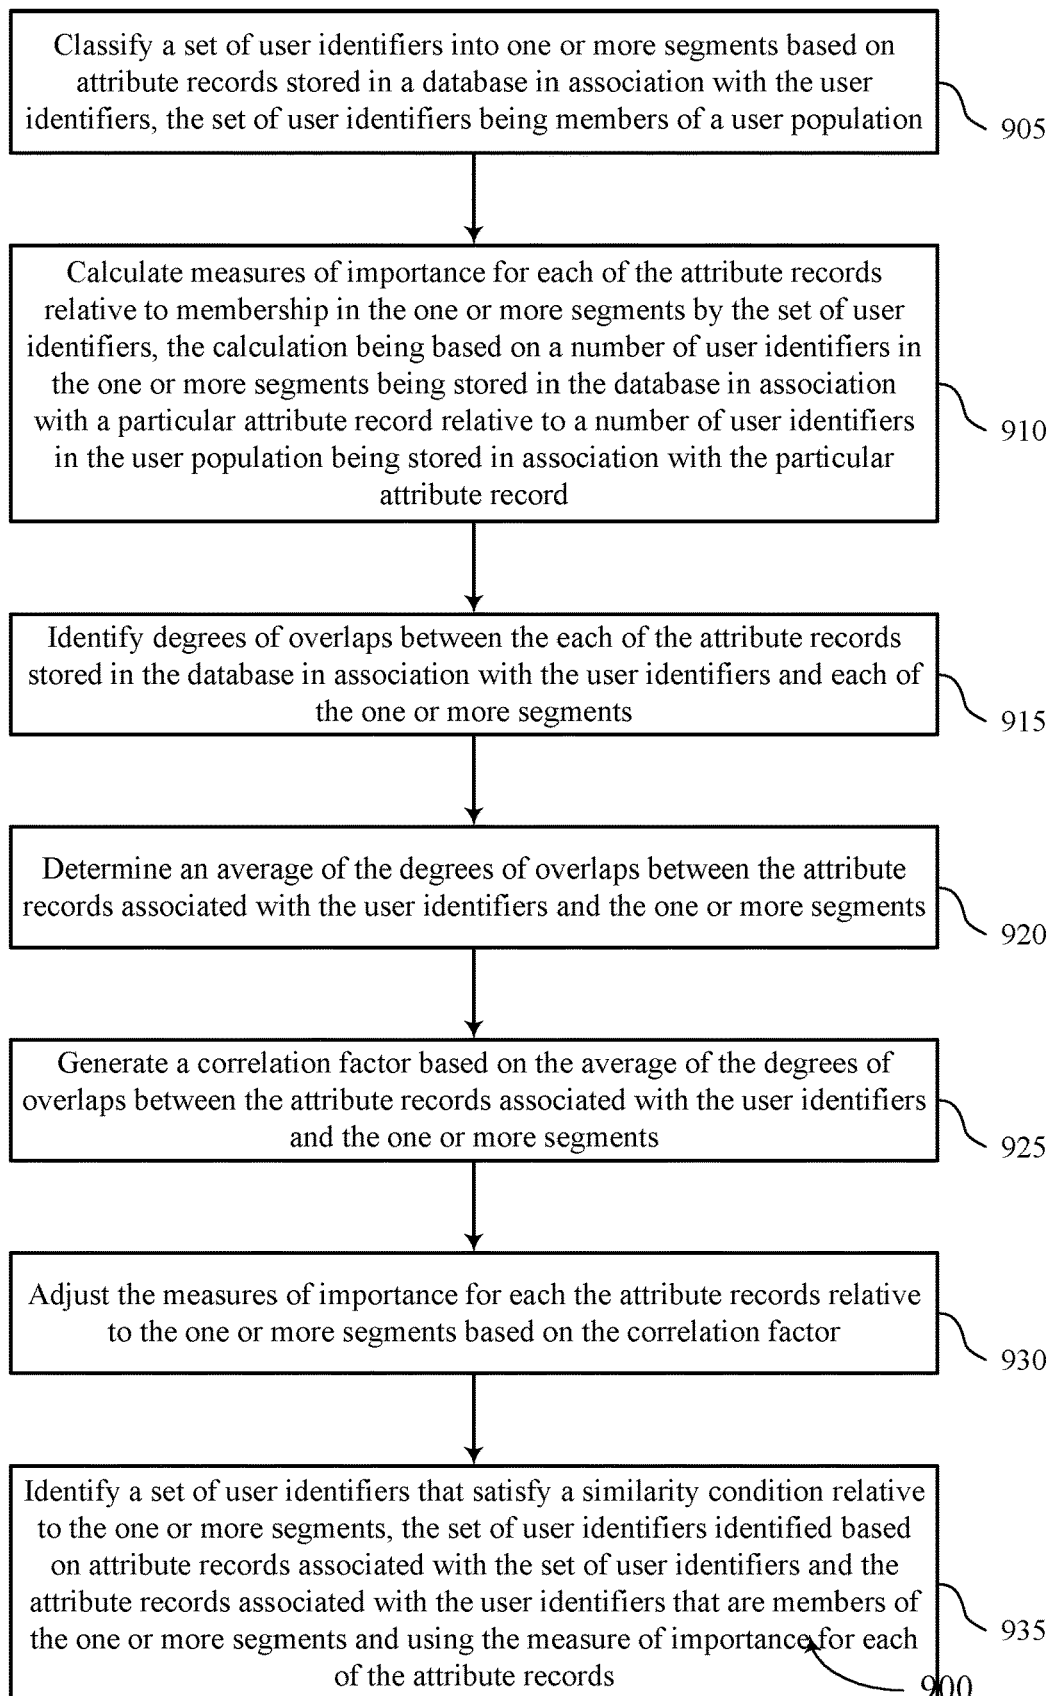 Classify a set of user identifiers into one or more segments based on
attribute records stored in a database in association with the user
identifiers, the set of user identifiers being members of a user population
905
Calculate measures of importance for each of the attribute records
relative to membership in the one or more segments by the set of user
identifiers, the calculation being based on a number of user identifiers in
the one or more segments being stored in the database in association
with a particular attribute record relative to a number of user identifiers
in the user population being stored in association with the particular
attribute record
910
Identify degrees of overlaps between the each of the attribute records
stored in the database in association with the user identifiers and each of
the one or more segments
915
Determine an average of the degrees of overlaps between the attribute
records associated with the user identifiers and the one or more segments
920
Generate a correlation factor based on the average of the degrees of
overlaps between the attribute records associated with the user identifiers
and the one or more segments
925
Adjust the measures of importance for each the attribute records relative
to the one or more segments based on the correlation factor
930
Identify a set of user identifiers that satisfy a similarity condition relative
to the one or more segments, the set of user identifiers identified based
on attribute records associated with the set of user identifiers and the
attribute records associated with the user identifiers that are members of
the one or more segments and using the measure of importance for each
of the attribute records
935
900